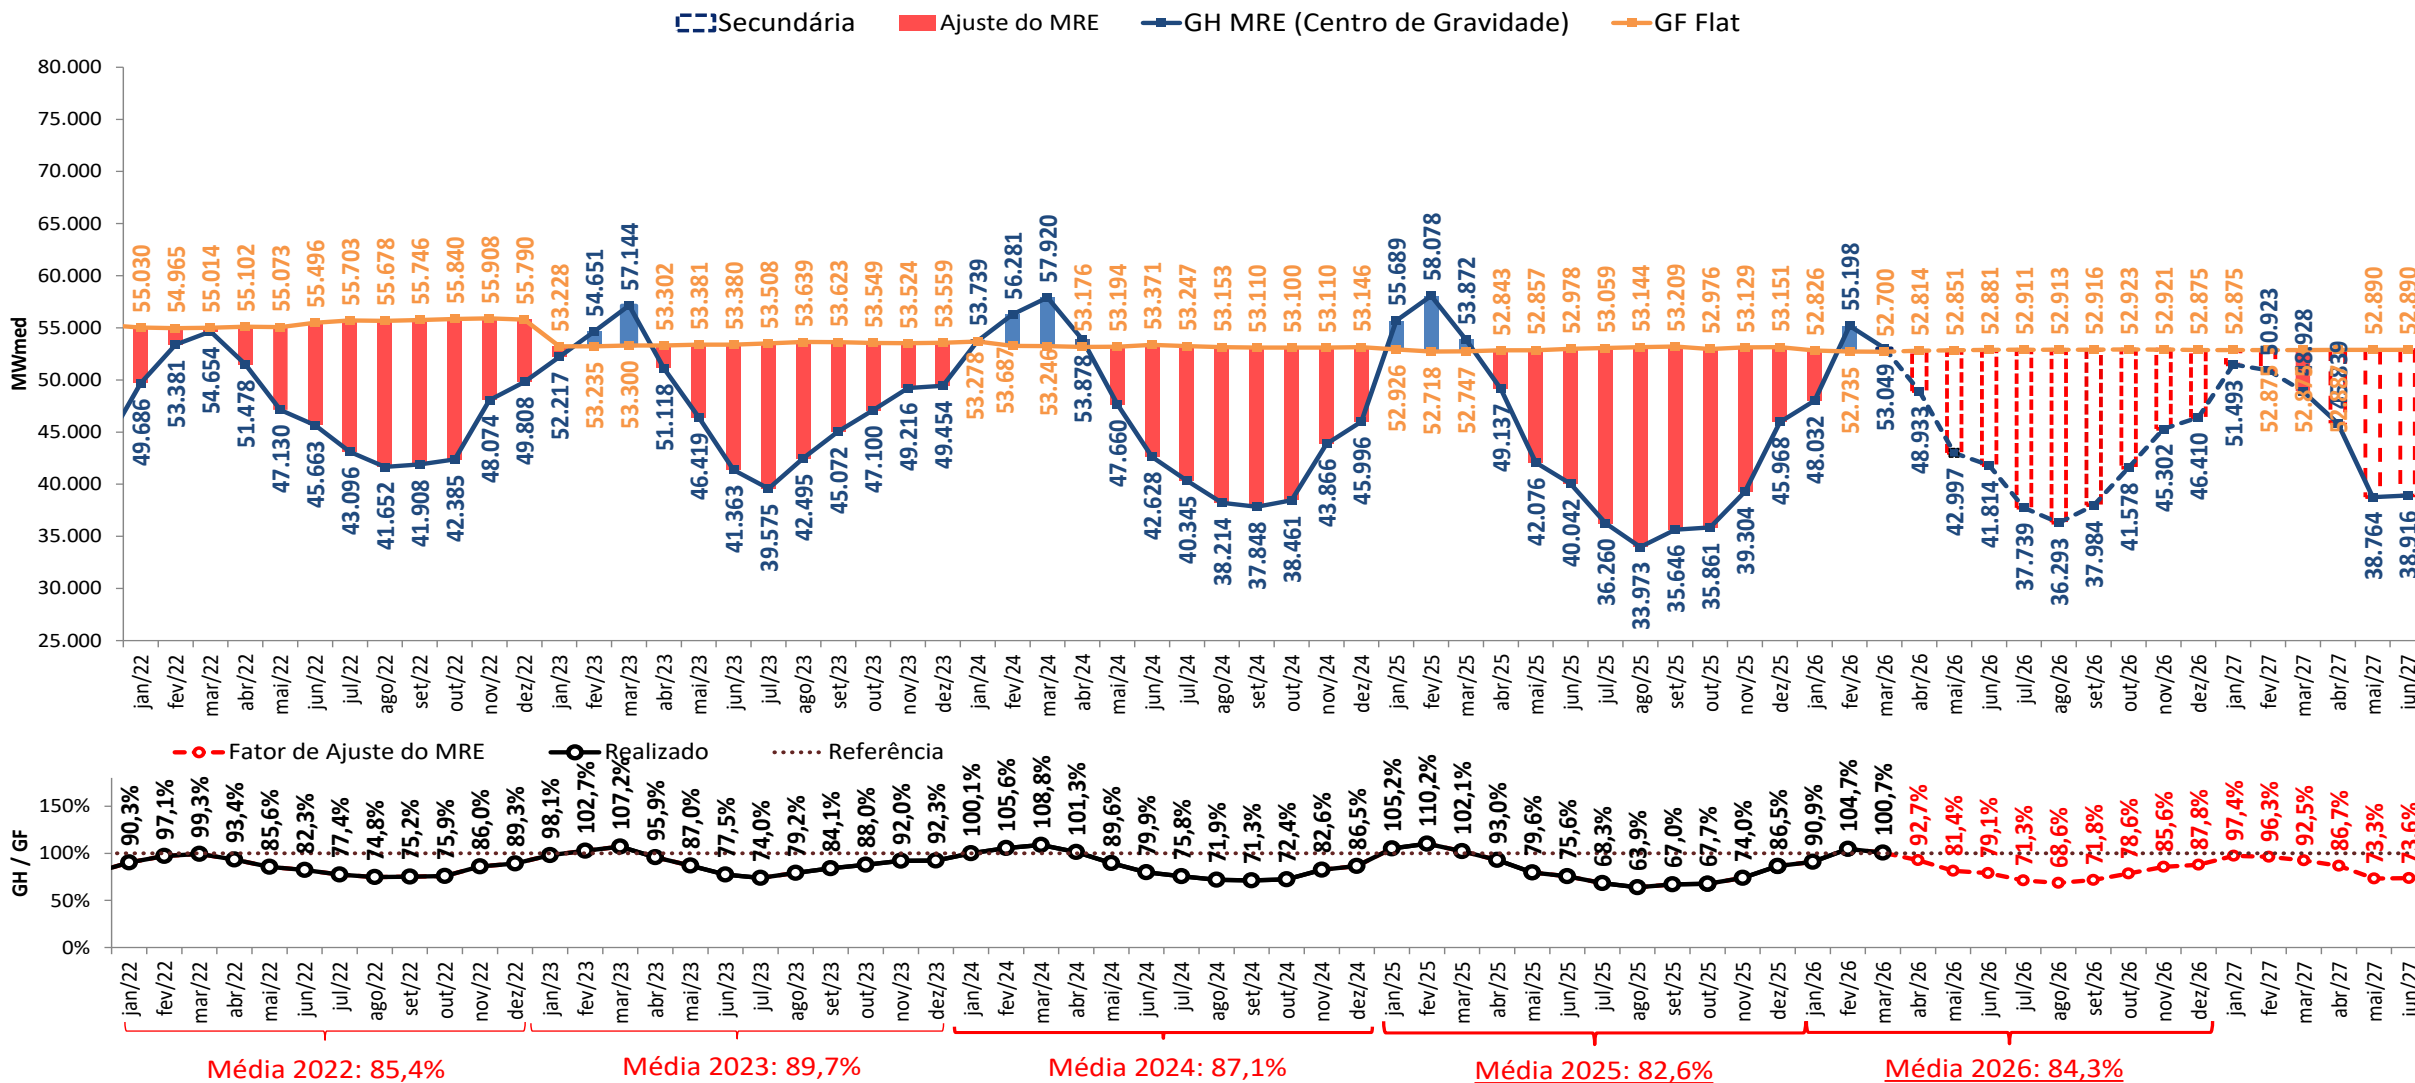 Secundária Ajuste do MRE GH MRE (Centro de Gravidade) GF Flat
MWmed
80.000
75.000
70.000
65.000
60.000
55.000
50.000
45.000
40.000
35.000
30.000
25.000
55.030 54.965 55.014 55.102 55.073 55.496 55.703 55.678 55.746 55.840 55.908 55.790 53.228 53.235 53.300 53.302 53.381 53.380 53.508 53.639 53.623 53.549 53.524 53.559 53.278 53.687 53.246 53.176 53.194 53.371 53.247 53.153 53.110 53.100 53.110 53.146 52.926 52.718 52.747 52.843 52.857 52.978 53.059 53.144 53.209 52.976 53.129 53.151 52.826 52.735 52.700 52.814 52.851 52.881 52.911 52.913 52.916 52.923 52.921 52.875 52.875 52.875 52.890 52.890
49.686 53.381 54.654 51.478 47.130 45.663 43.096 41.652 41.908 42.385 48.074 49.808 52.217 54.651 57.144 51.118 46.419 41.363 39.575 42.495 45.072 47.100 49.216 49.454 53.739 56.281 57.920 53.878 47.660 42.628 40.345 38.214 37.848 38.461 43.866 45.996 55.689 58.078 53.872 49.137 42.076 40.042 36.260 33.973 35.646 35.861 39.304 45.968 48.032 55.198 53.049 48.933 42.997 41.814 37.739 36.293 37.984 41.578 45.302 46.410 51.493 50.923 38.764 38.916
jan/22 fev/22 mar/22 abr/22 mai/22 jun/22 jul/22 ago/22 set/22 out/22 nov/22 dez/22 jan/23 fev/23 mar/23 abr/23 mai/23 jun/23 jul/23 ago/23 set/23 out/23 nov/23 dez/23 jan/24 fev/24 mar/24 abr/24 mai/24 jun/24 jul/24 ago/24 set/24 out/24 nov/24 dez/24 jan/25 fev/25 mar/25 abr/25 mai/25 jun/25 jul/25 ago/25 set/25 out/25 nov/25 dez/25 jan/26 fev/26 mar/26 abr/26 mai/26 jun/26 jul/26 ago/26 set/26 out/26 nov/26 dez/26 jan/27 fev/27 mar/27 abr/27 mai/27 jun/27
Fator de Ajuste do MRE Realizado Referência
GH / GF
150%
100%
50%
0%
90,3% 97,1% 99,3% 93,4% 85,6% 82,3% 77,4% 74,8% 75,2% 75,9% 86,0% 89,3% 98,1% 102,7% 107,2% 95,9% 87,0% 77,5% 74,0% 79,2% 84,1% 88,0% 92,0% 92,3% 100,1% 105,6% 108,8% 101,3% 89,6% 79,9% 75,8% 71,9% 71,3% 72,4% 82,6% 86,5% 105,2% 110,2% 102,1% 93,0% 79,6% 75,6% 68,3% 63,9% 67,0% 67,7% 74,0% 86,5% 90,9% 104,7% 100,7% 92,7% 81,4% 79,1% 71,3% 68,6% 71,8% 78,6% 85,6% 87,8% 97,4% 96,3% 92,5% 86,7% 73,3% 73,6%
jan/22 fev/22 mar/22 abr/22 mai/22 jun/22 jul/22 ago/22 set/22 out/22 nov/22 dez/22 jan/23 fev/23 mar/23 abr/23 mai/23 jun/23 jul/23 ago/23 set/23 out/23 nov/23 dez/23 jan/24 fev/24 mar/24 abr/24 mai/24 jun/24 jul/24 ago/24 set/24 out/24 nov/24 dez/24 jan/25 fev/25 mar/25 abr/25 mai/25 jun/25 jul/25 ago/25 set/25 out/25 nov/25 dez/25 jan/26 fev/26 mar/26 abr/26 mai/26 jun/26 jul/26 ago/26 set/26 out/26 nov/26 dez/26 jan/27 fev/27 mar/27 abr/27 mai/27 jun/27
Média 2022: 85,4% Média 2023: 89,7% Média 2024: 87,1% Média 2025: 82,6% Média 2026: 84,3%